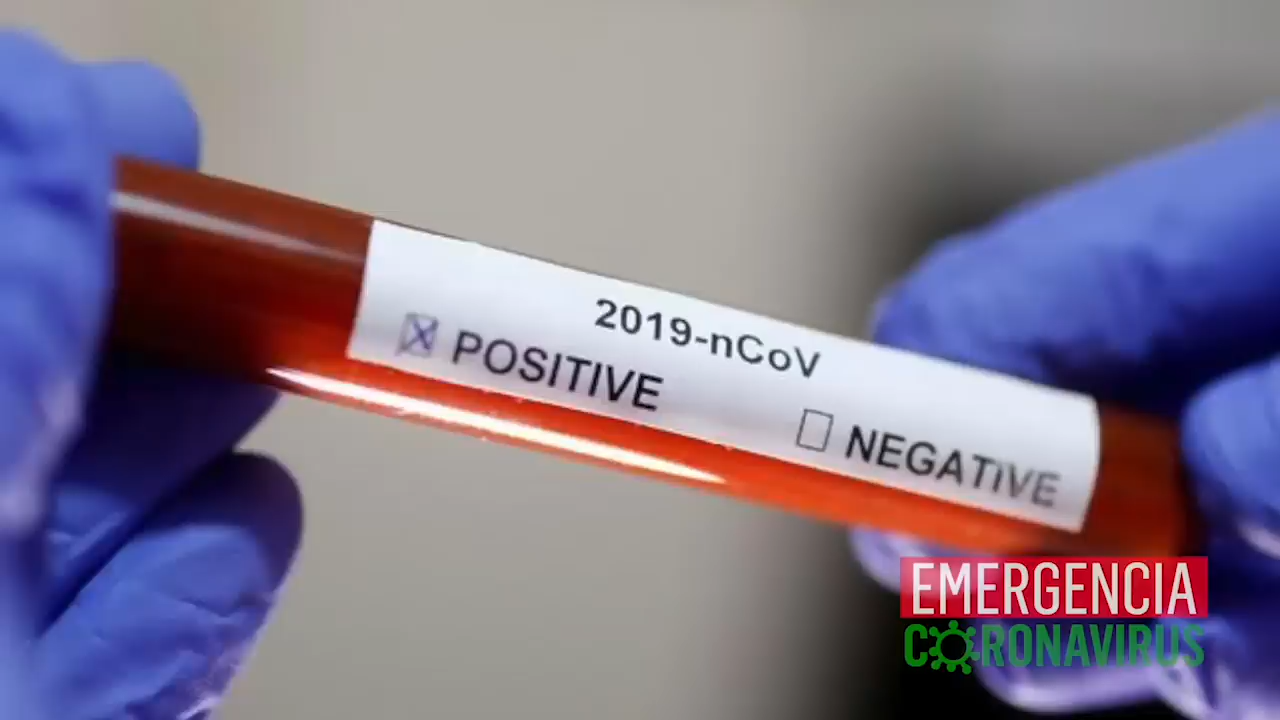 2019-nCoV
POSITIVE
NEGATIVE
EMERGENCIA
CORONAVIRUS